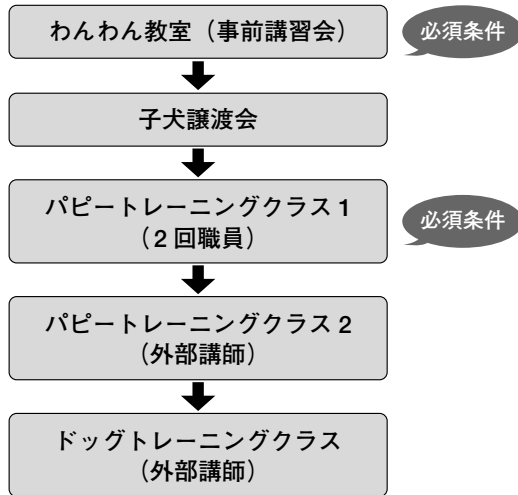 わんわん教室（事前講習会）
必須条件
子犬譲渡会
パピートレーニングクラス 1
（2 回職員）
必須条件
パピートレーニングクラス 2
（外部講師）
ドッグトレーニングクラス
（外部講師）